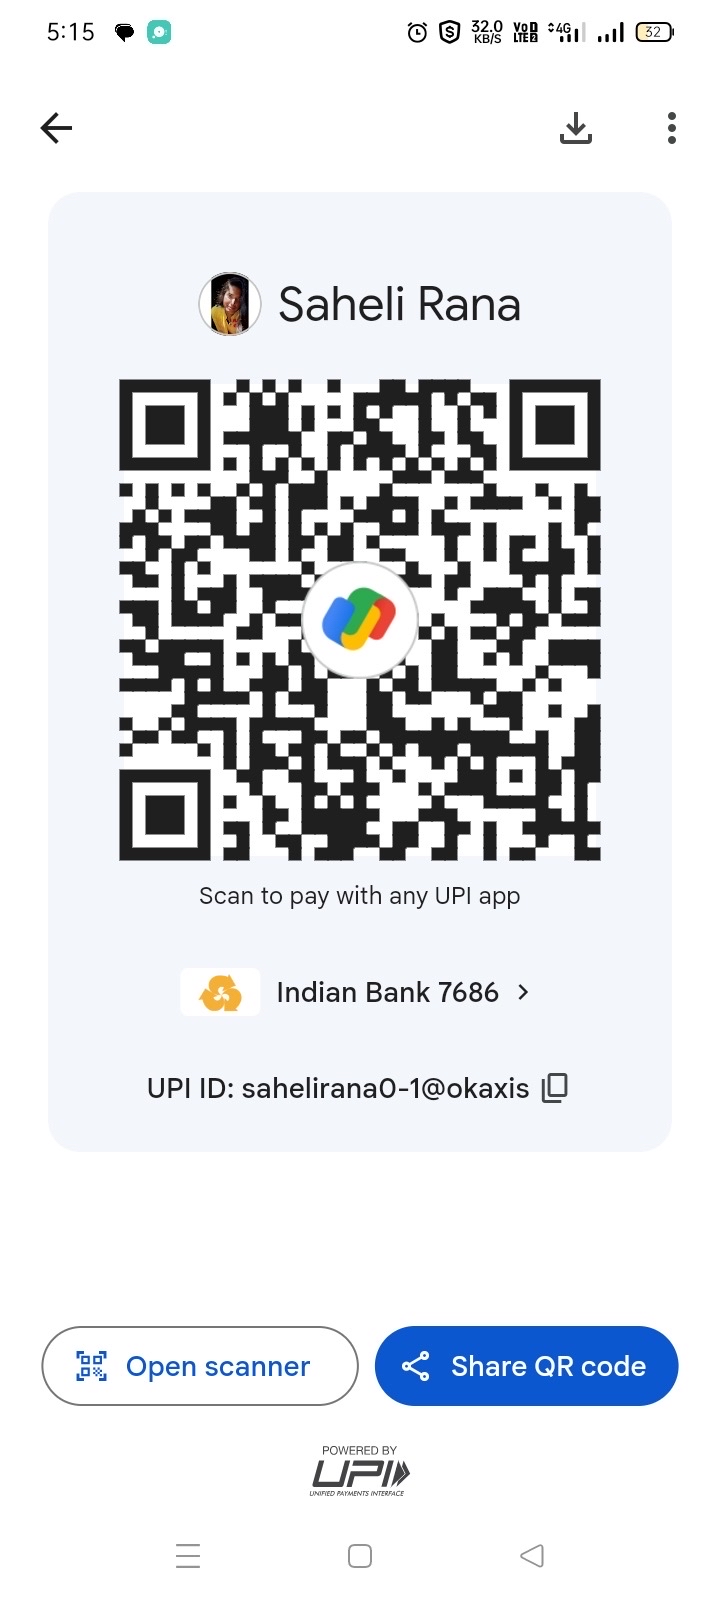 5:15
32.0
KB/S
VoD
LTE2
4G
32
Saheli Rana
Scan to pay with any UPI app
Indian Bank 7686
UPI ID: sahelirana0-1@okaxis
Open scanner
Share QR code
POWERED BY
UPI
UNIFIED PAYMENTS INTERFACE